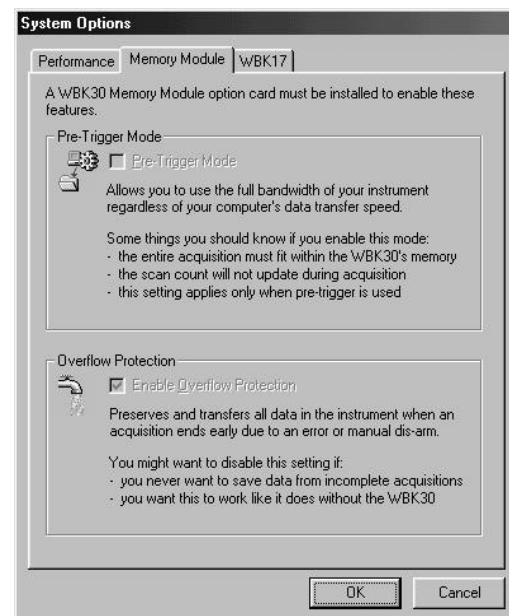 System Options
Performance Memory Module WBK17
A WBK30 Memory Module option card must be installed to enable these
features.
Pre-Trigger Mode
Pre-Trigger Mode
Allows you to use the full bandwidth of your instrument
regardless of your computer's data transfer speed.
Some things you should know if you enable this mode:
- the entire acquisition must fit within the WBK30's memory
- the scan count will not update during acquisition
- this setting applies only when pre-trigger is used
Overflow Protection
Enable Overflow Protection
Preserves and transfers all data in the instrument when an
acquisition ends early due to an error or manual dis-arm.
You might want to disable this setting if:
- you never want to save data from incomplete acquisitions
- you want this to work like it does without the WBK30
OK Cancel